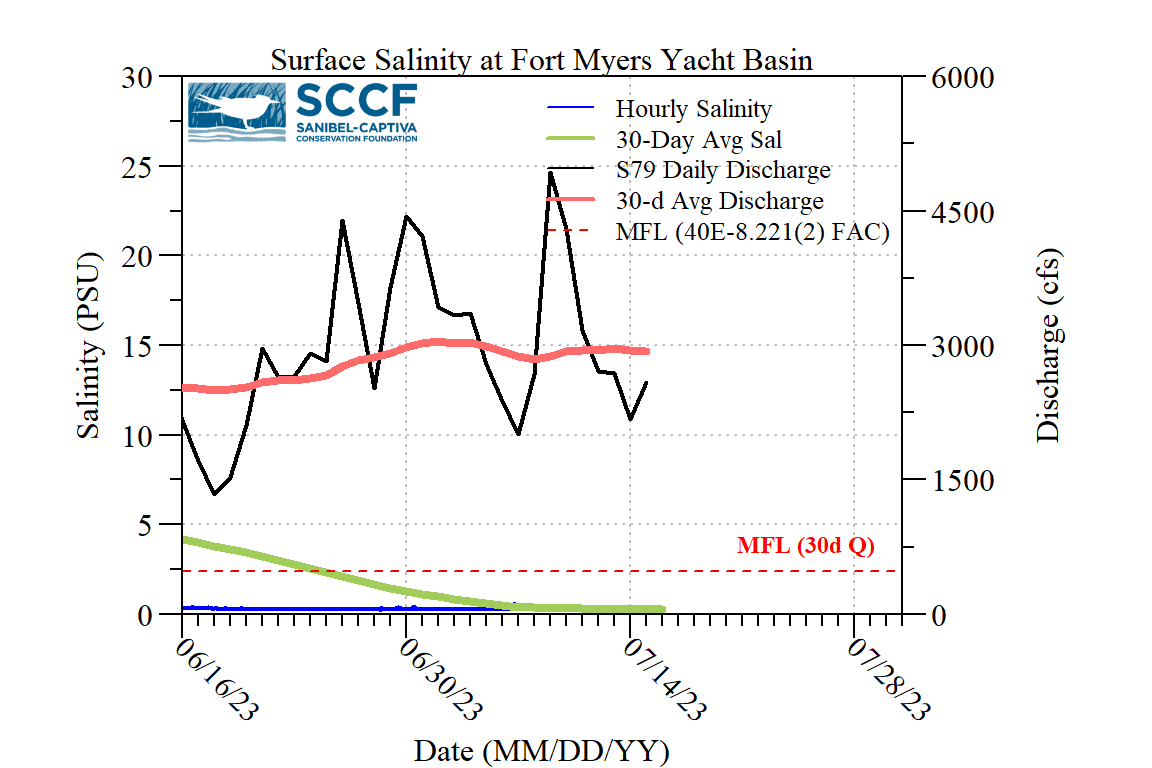 Surface Salinity at Fort Myers Yacht Basin
SCCF
SANIBEL-CAPTIVA
CONSERVATION FOUNDATION
Hourly Salinity
30-Day Avg Sal
S79 Daily Discharge
30-d Avg Discharge
MFL (40E-8.221(2) FAC)
30
25
20
15
10
5
0
Salinity (PSU)
6000
4500
3000
1500
0
Discharge (cfs)
MFL (30d Q)
06/16/23
06/30/23
07/14/23
07/28/23
Date (MM/DD/YY)